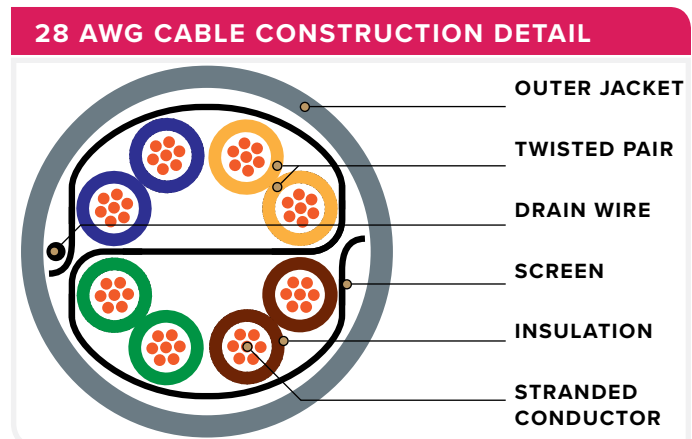 28 AWG CABLE CONSTRUCTION DETAIL
OUTER JACKET
TWISTED PAIR
DRAIN WIRE
SCREEN
INSULATION
STRANDED
CONDUCTOR